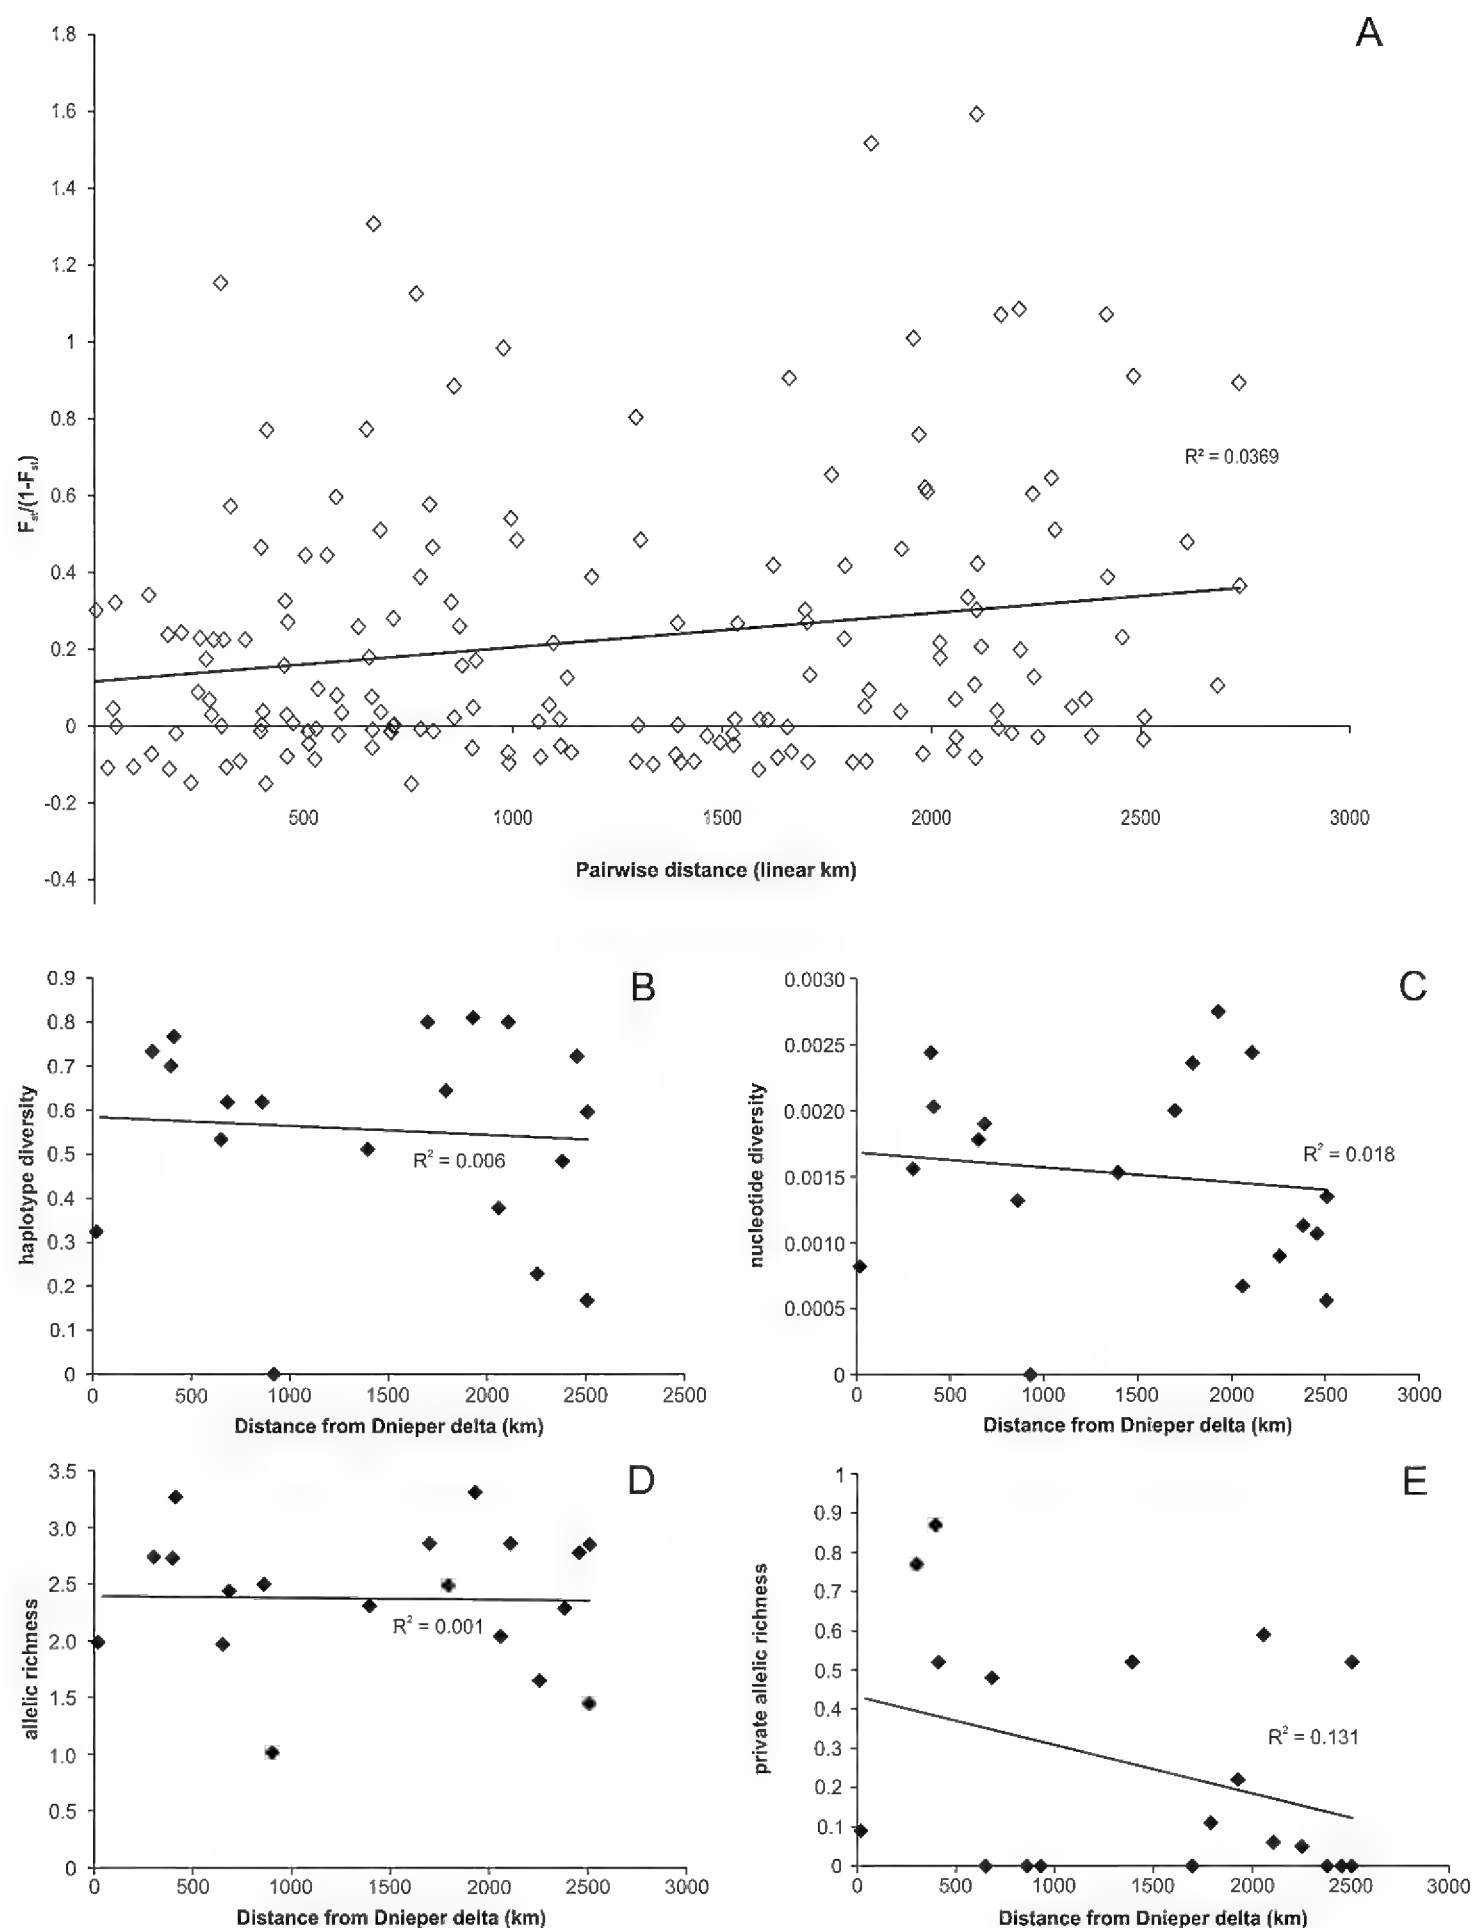 A
1.8
1.6
1.4
1.2
1
0.8
0.6
0.4
0.2
0
-0.2
-0.4
Fst/(1-Fst)
R² = 0.0369
500 1000 1500 2000 2500 3000
Pairwise distance (linear km)
B
0.9
0.8
0.7
0.6
0.5
0.4
0.3
0.2
0.1
0
haplotype diversity
R² = 0.006
0 500 1000 1500 2000 2500 2500
Distance from Dnieper delta (km)
C
0.0030
0.0025
0.0020
0.0015
0.0010
0.0005
0
nucleotide diversity
R² = 0.018
0 500 1000 1500 2000 2500 3000
Distance from Dnieper delta (km)
D
3.5
3.0
2.5
2.0
1.5
1.0
0.5
0
allelic richness
R² = 0.001
0 500 1000 1500 2000 2500 3000
Distance from Dnieper delta (km)
E
1
0.9
0.8
0.7
0.6
0.5
0.4
0.3
0.2
0.1
0
private allelic richness
R² = 0.131
0 500 1000 1500 2000 2500 3000
Distance from Dnieper delta (km)